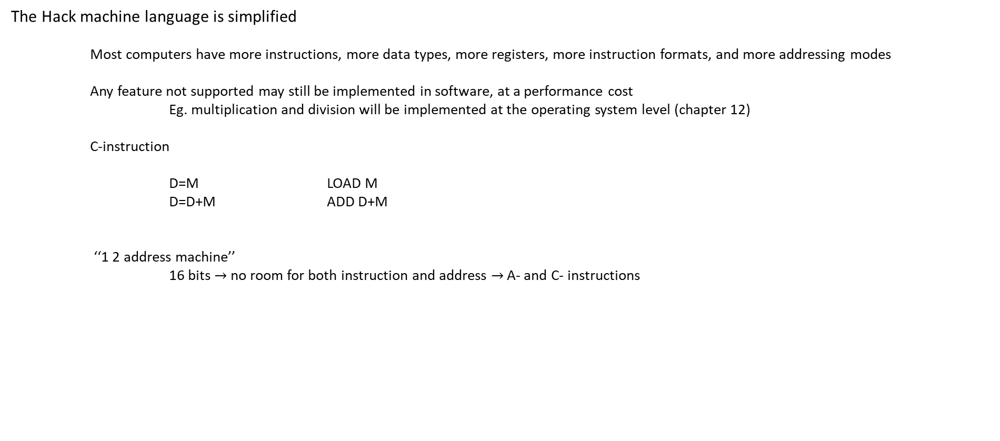 The Hack machine language is simplified
Most computers have more instructions, more data types, more registers, more instruction formats, and more addressing modes
Any feature not supported may still be implemented in software, at a performance cost
Eg. multiplication and division will be implemented at the operating system level (chapter 12)
C-instruction
D=M LOAD M
D=D+M ADD D+M
“1 2 address machine”
16 bits → no room for both instruction and address → A- and C- instructions